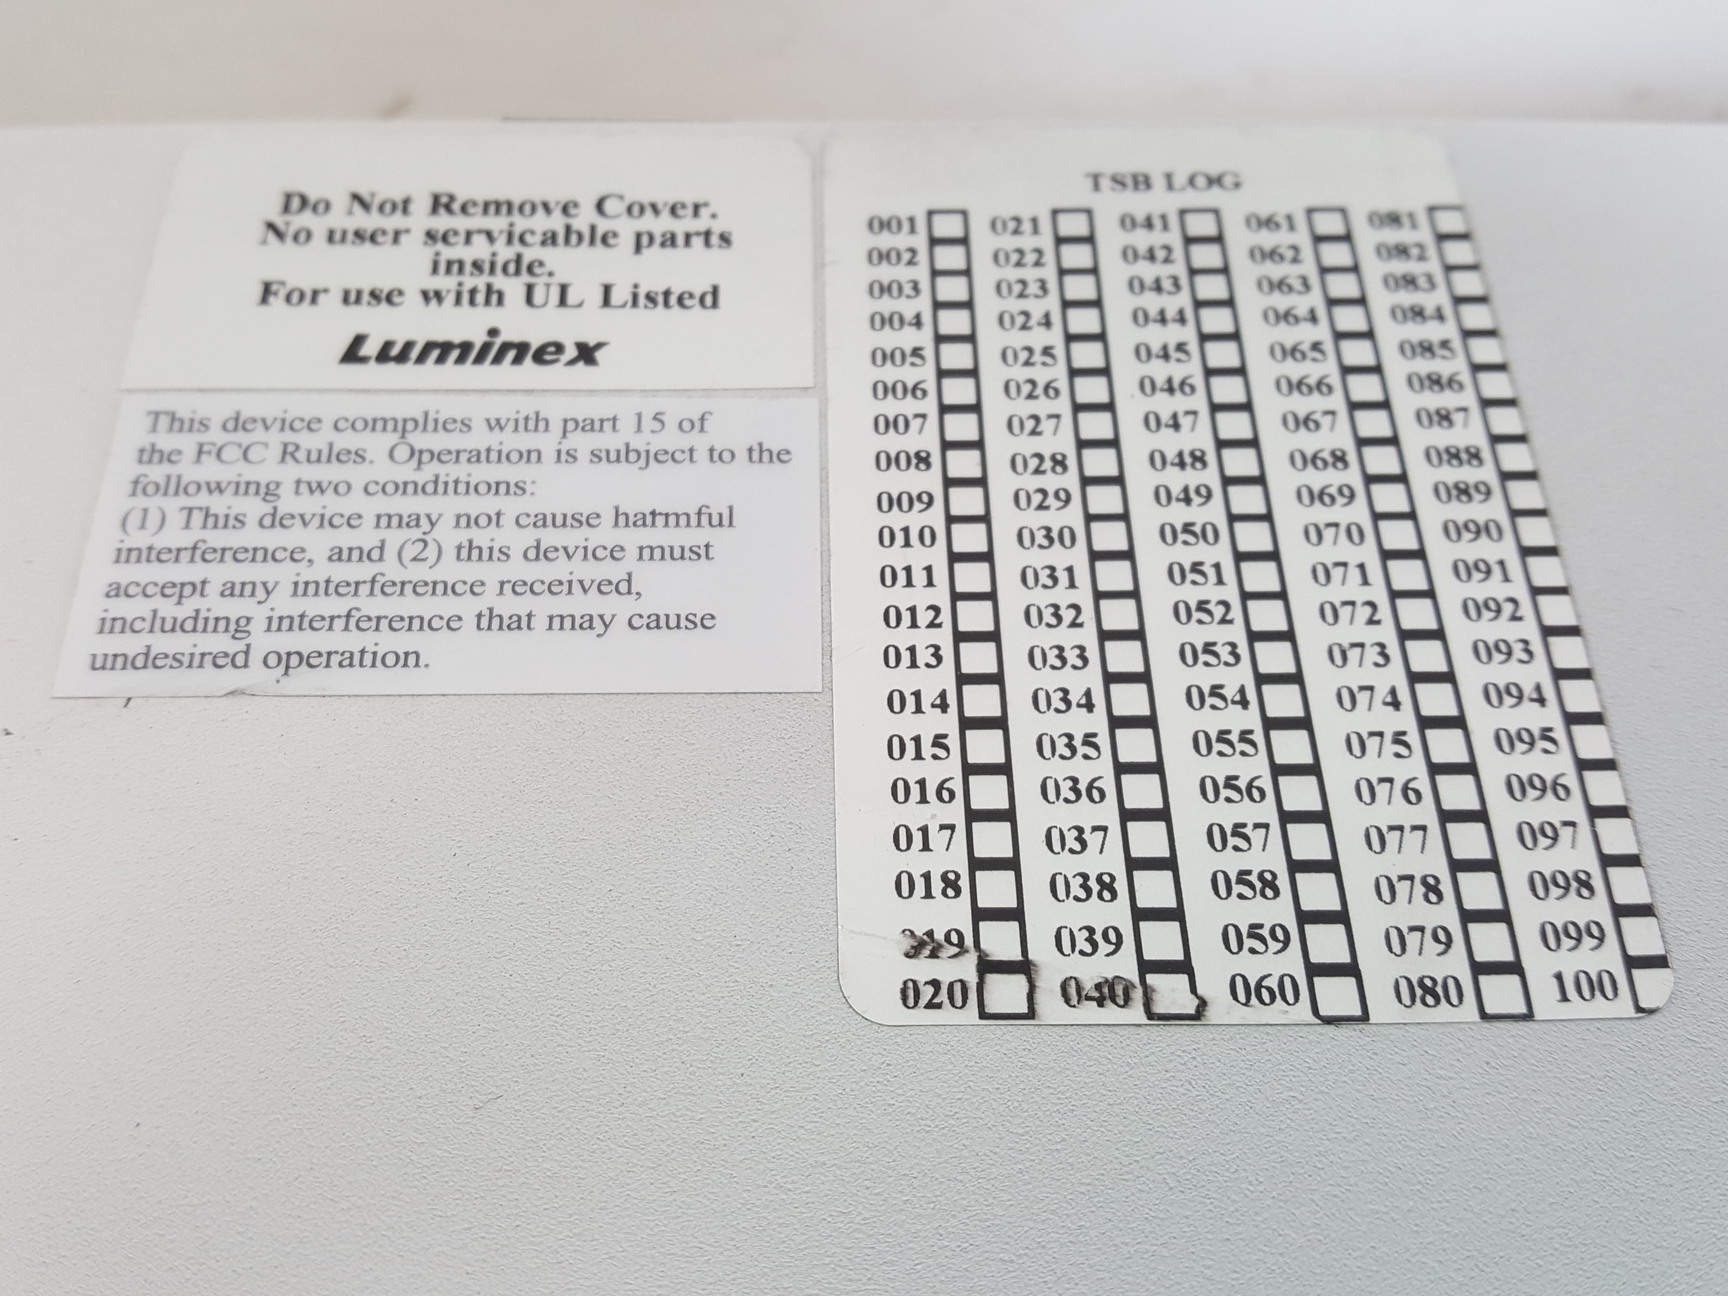 Do Not Remove Cover.
No user servicable parts
inside.
For use with UL Listed
Luminex
This device complies with part 15 of
the FCC Rules. Operation is subject to the
following two conditions:
(1) This device may not cause harmful
interference, and (2) this device must
accept any interference received,
including interference that may cause
undesired operation.
TSB LOG
001 021 041 061 081
002 022 042 062 082
003 023 043 063 083
004 024 044 064 084
005 025 045 065 085
006 026 046 066 086
007 027 047 067 087
008 028 048 068 088
009 029 049 069 089
010 030 050 070 090
011 031 051 071 091
012 032 052 072 092
013 033 053 073 093
014 034 054 074 094
015 035 055 075 095
016 036 056 076 096
017 037 057 077 097
018 038 058 078 098
019 039 059 079 099
020 040 060 080 100